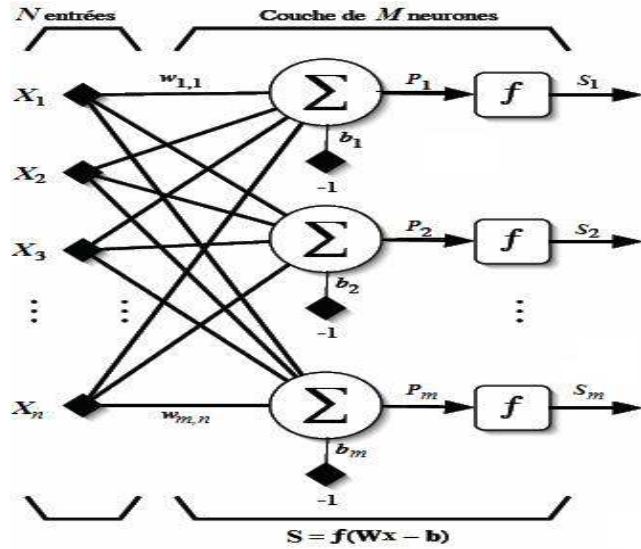 N entrées
Couche de M neurones
X1
w1,1
Σ
P1
f
S1
b1
-1
X2
Σ
P2
f
S2
X3
b2
-1
⋮
⋮
⋮
Xn
wm,n
Σ
Pm
f
Sm
bm
-1
S = f(Wx – b)